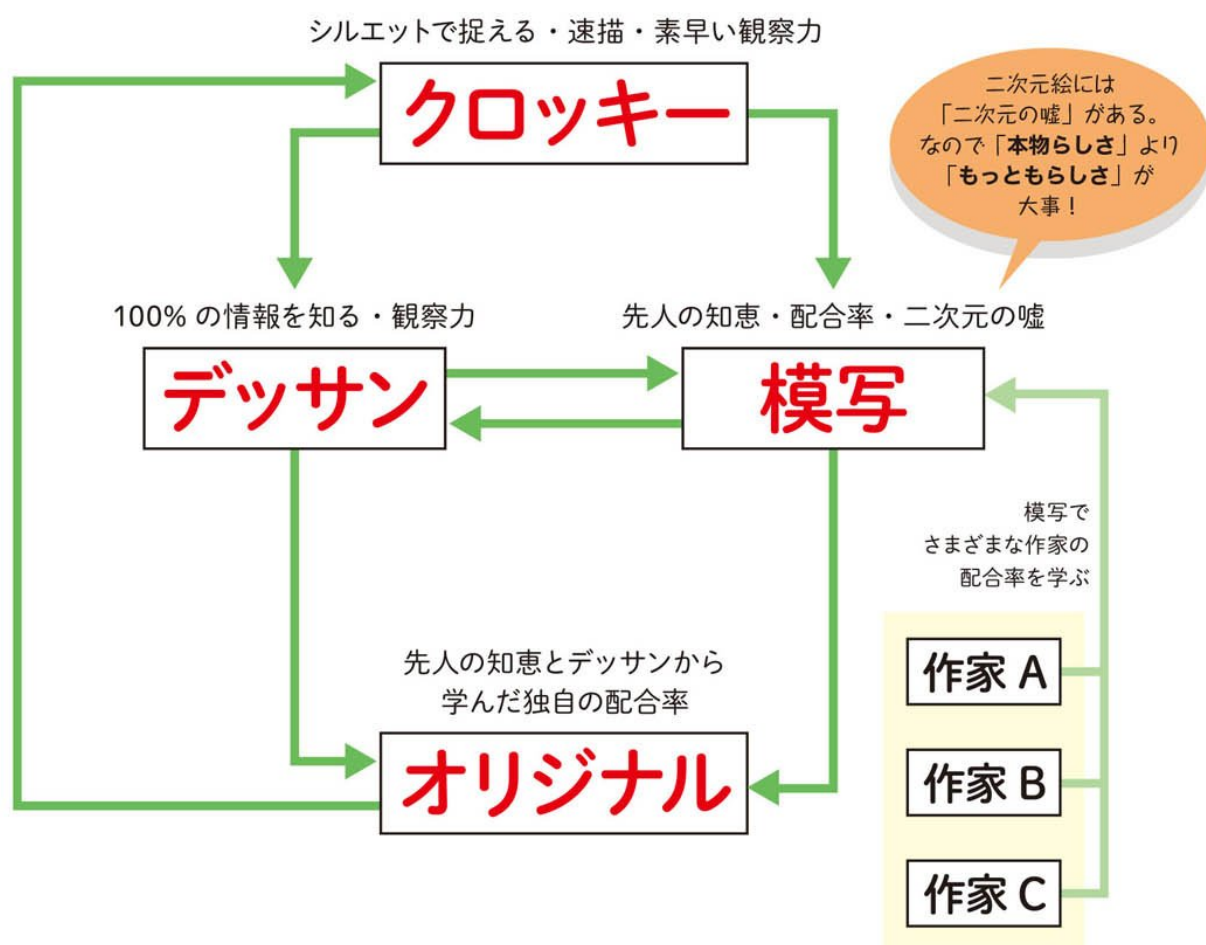 シルエットで捉える・速描・素早い観察力
クロッキー
二次元絵には
「二次元の嘘」がある。
なので「本物らしさ」より
「もっともらしさ」が
大事！
100% の情報を知る・観察力
デッサン
先人の知恵・配合率・二次元の嘘
模写
模写で
さまざまな作家の
配合率を学ぶ
先人の知恵とデッサンから
学んだ独自の配合率
オリジナル
作家 A
作家 B
作家 C